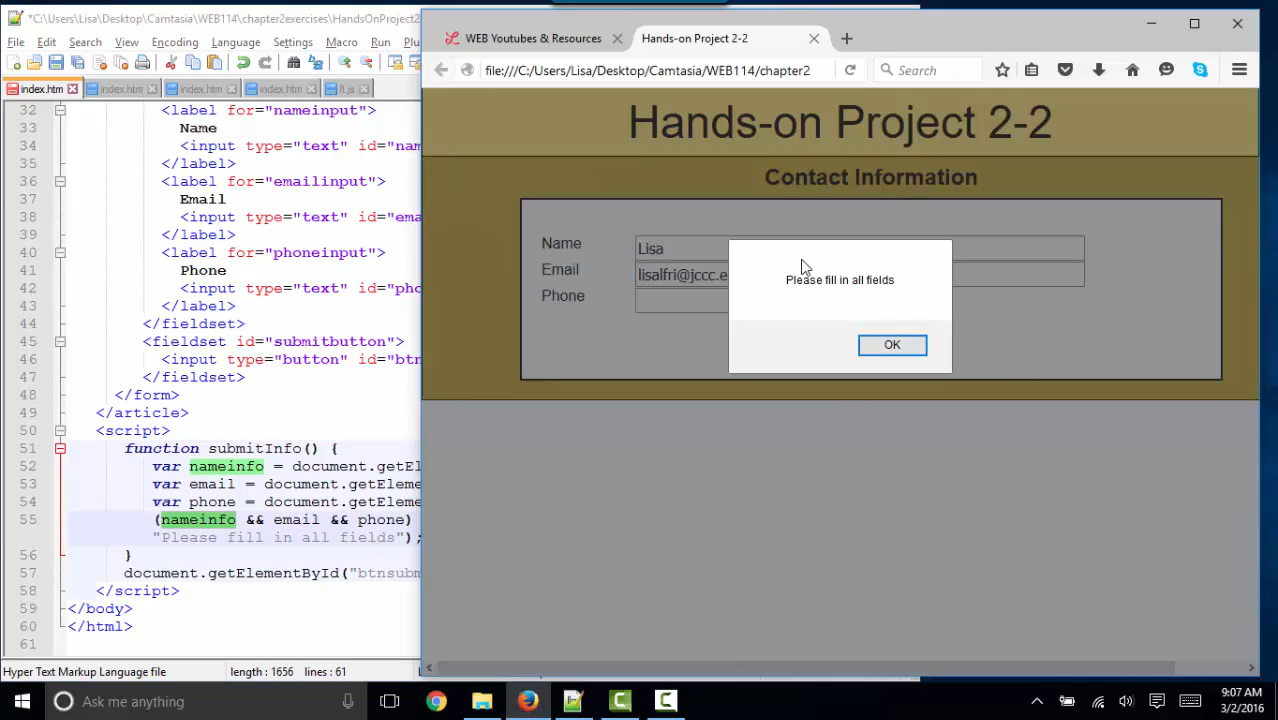 *C:\Users\Lisa\Desktop\Camtasia\WEB114\chapter2exercises\HandsOnProject2
File Edit Search View Encoding Language Settings Macro Run Plu
index.htm index.htm index.htm index.htm ft.js
32 <label for="nameinput">
33 Name
34 <input type="text" id="nam
35 </label>
36 <label for="emailinput">
37 Email
38 <input type="text" id="ema
39 </label>
40 <label for="phoneinput">
41 Phone
42 <input type="text" id="pho
43 </label>
44 </fieldset>
45 <fieldset id="submitbutton">
46 <input type="button" id="btn
47 </fieldset>
48 </form>
49 </article>
50 <script>
51 function submitInfo() {
52 var nameinfo = document.getEl
53 var email = document.getEleme
54 var phone = document.getEleme
55 (nameinfo && email && phone)
"Please fill in all fields");
56 }
57 document.getElementById("btnsubm
58 </script>
59 </body>
60 </html>
61
Hyper Text Markup Language file length : 1656 lines : 61
WEB Youtubes & Resources Hands-on Project 2-2
file:///C:/Users/Lisa/Desktop/Camtasia/WEB114/chapter2 Search
Hands-on Project 2-2
Contact Information
Name Lisa
Email lisalfri@jccc.e
Phone
Please fill in all fields
OK
Ask me anything
9:07 AM
3/2/2016